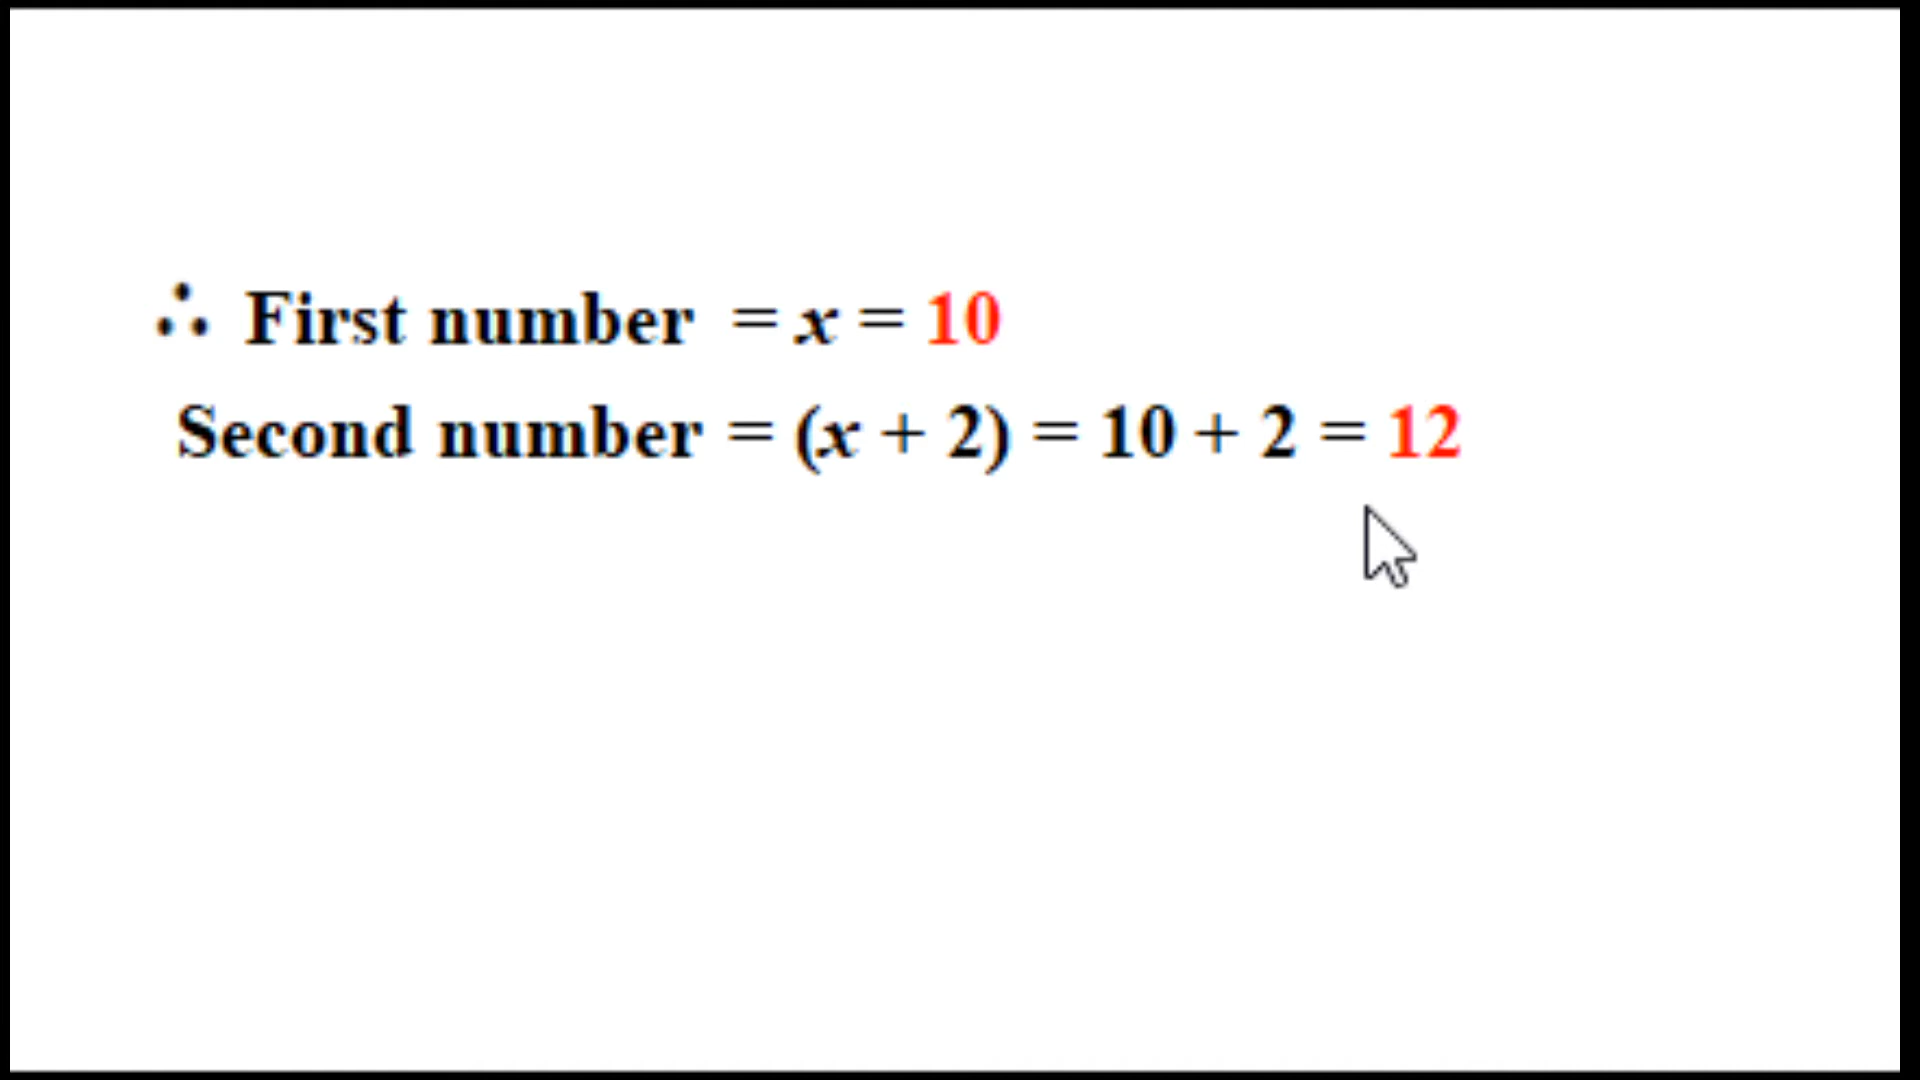 ∴ First number = x = 10
Second number = (x + 2) = 10 + 2 = 12